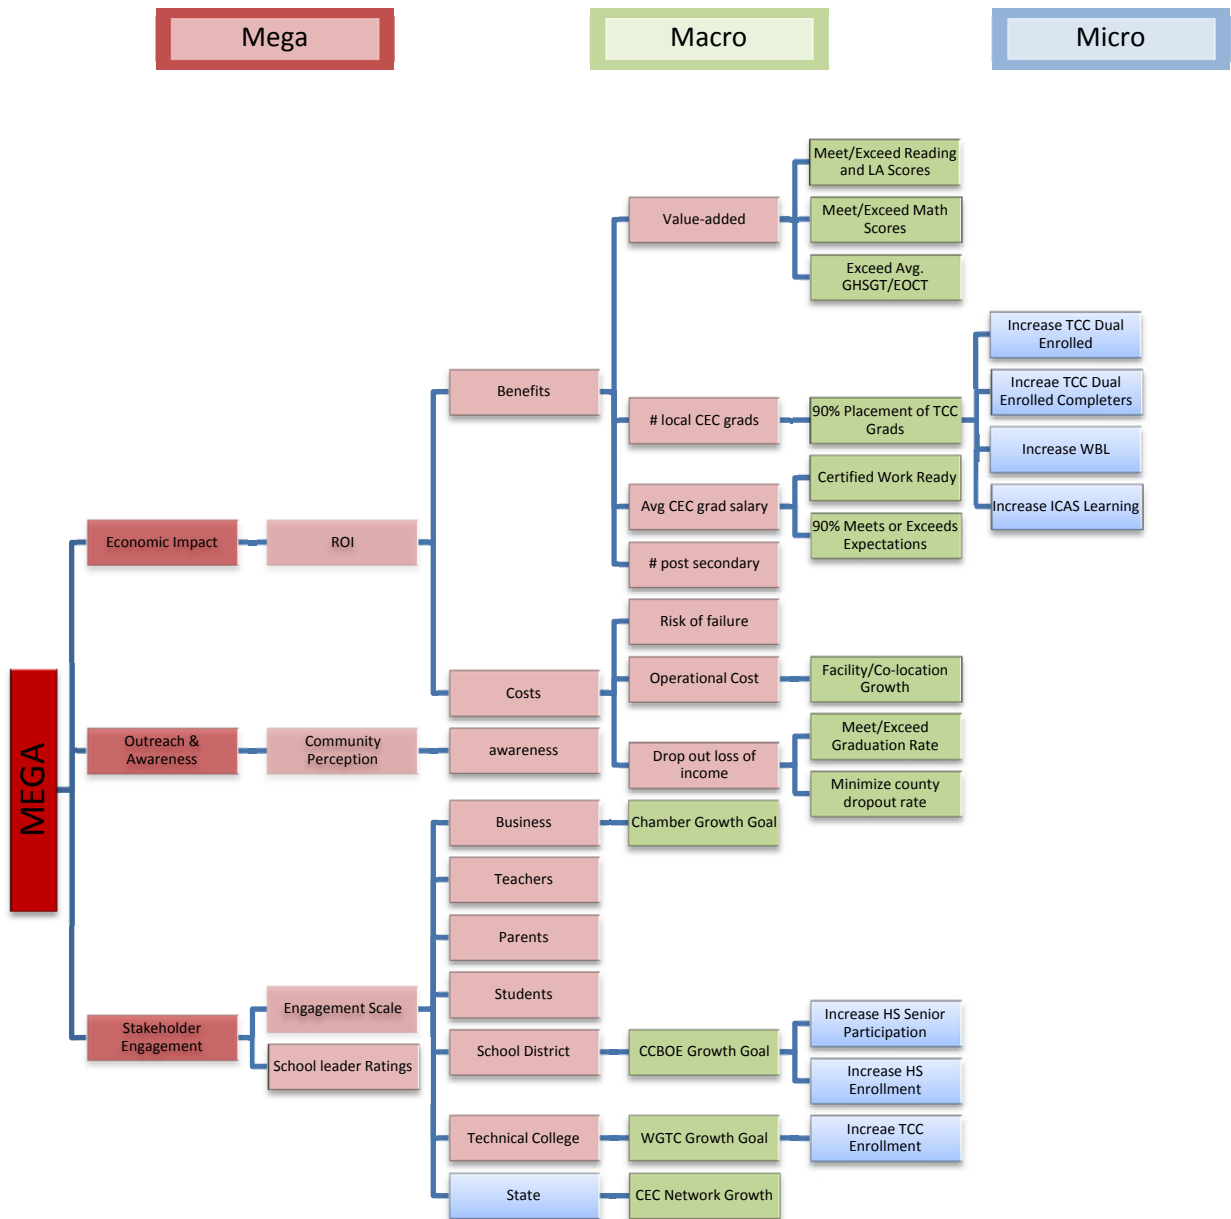 Mega
Macro
Micro
Meet/Exceed Reading
and LA Scores
Value-added
Meet/Exceed Math
Scores
Exceed Avg.
GHSGT/EOCT
Increase TCC Dual
Enrolled
Benefits
Increae TCC Dual
Enrolled Completers
# local CEC grads
90% Placement of TCC
Grads
Increase WBL
Certified Work Ready
Avg CEC grad salary
Increase ICAS Learning
90% Meets or Exceeds
Expectations
Economic Impact
ROI
# post secondary
Risk of failure
Costs
Operational Cost
Facility/Co-location
Growth
MEGA
Outreach &
Awareness
Community
Perception
awareness
Drop out loss of
income
Meet/Exceed
Graduation Rate
Minimize county
dropout rate
Business
Chamber Growth Goal
Teachers
Parents
Students
Engagement Scale
Stakeholder
Engagement
School leader Ratings
School District
CCBOE Growth Goal
Increase HS Senior
Participation
Increase HS
Enrollment
Technical College
WGTC Growth Goal
Increae TCC
Enrollment
State
CEC Network Growth